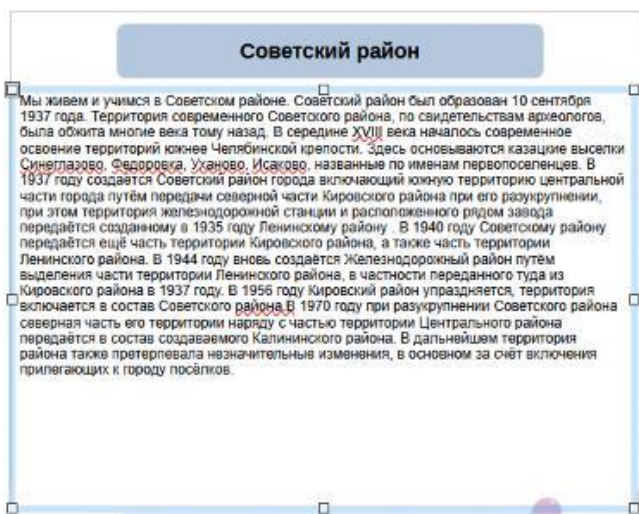 Советский район
Мы живем и учимся в Советском районе. Советский район был образован 10 сентября
1937 года. Территория современного Советского района, по свидетельствам археологов,
была обжита многие века тому назад. В середине XVIII века началось современное
освоение территорий южнее Челябинской крепости. Здесь основываются казацкие выселки
Синеглазово, Федоровка, Уханово, Исаково, названные по именам первопоселенцев. В
1937 году создаётся Советский район города включающий южную территорию центральной
части города путём передачи северной части Кировского района при его разукрупнении,
при этом территория железнодорожной станции и расположенного рядом завода
передаётся созданному в 1935 году Ленинскому району . В 1940 году Советскому району
передаётся ещё часть территории Кировского района, а также часть территории
Ленинского района. В 1944 году вновь создаётся Железнодорожный район путём
выделения части территории Ленинского района, в частности переданного туда из
Кировского района в 1937 году. В 1956 году Кировский район упраздняется, территория
включается в состав Советского района.В 1970 году при разукрупнении Советского района
северная часть его территории наряду с частью территории Центрального района
передаётся в состав создаваемого Калининского района. В дальнейшем территория
района также претерпевала незначительные изменения, в основном за счёт включения
прилегающих к городу посёлков.